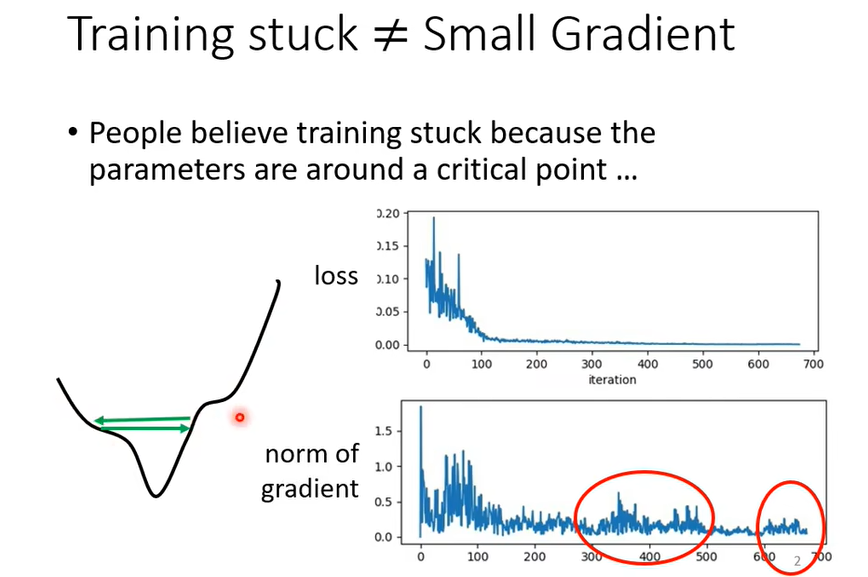 Training stuck ≠ Small Gradient
• People believe training stuck because the
parameters are around a critical point ...
loss
0.20
0.15
0.10
0.05
0.00
0 100 200 300 400 500 600 700
iteration
norm of
gradient
1.5
1.0
0.5
0.0
0 100 200 300 400 500 600 700
2